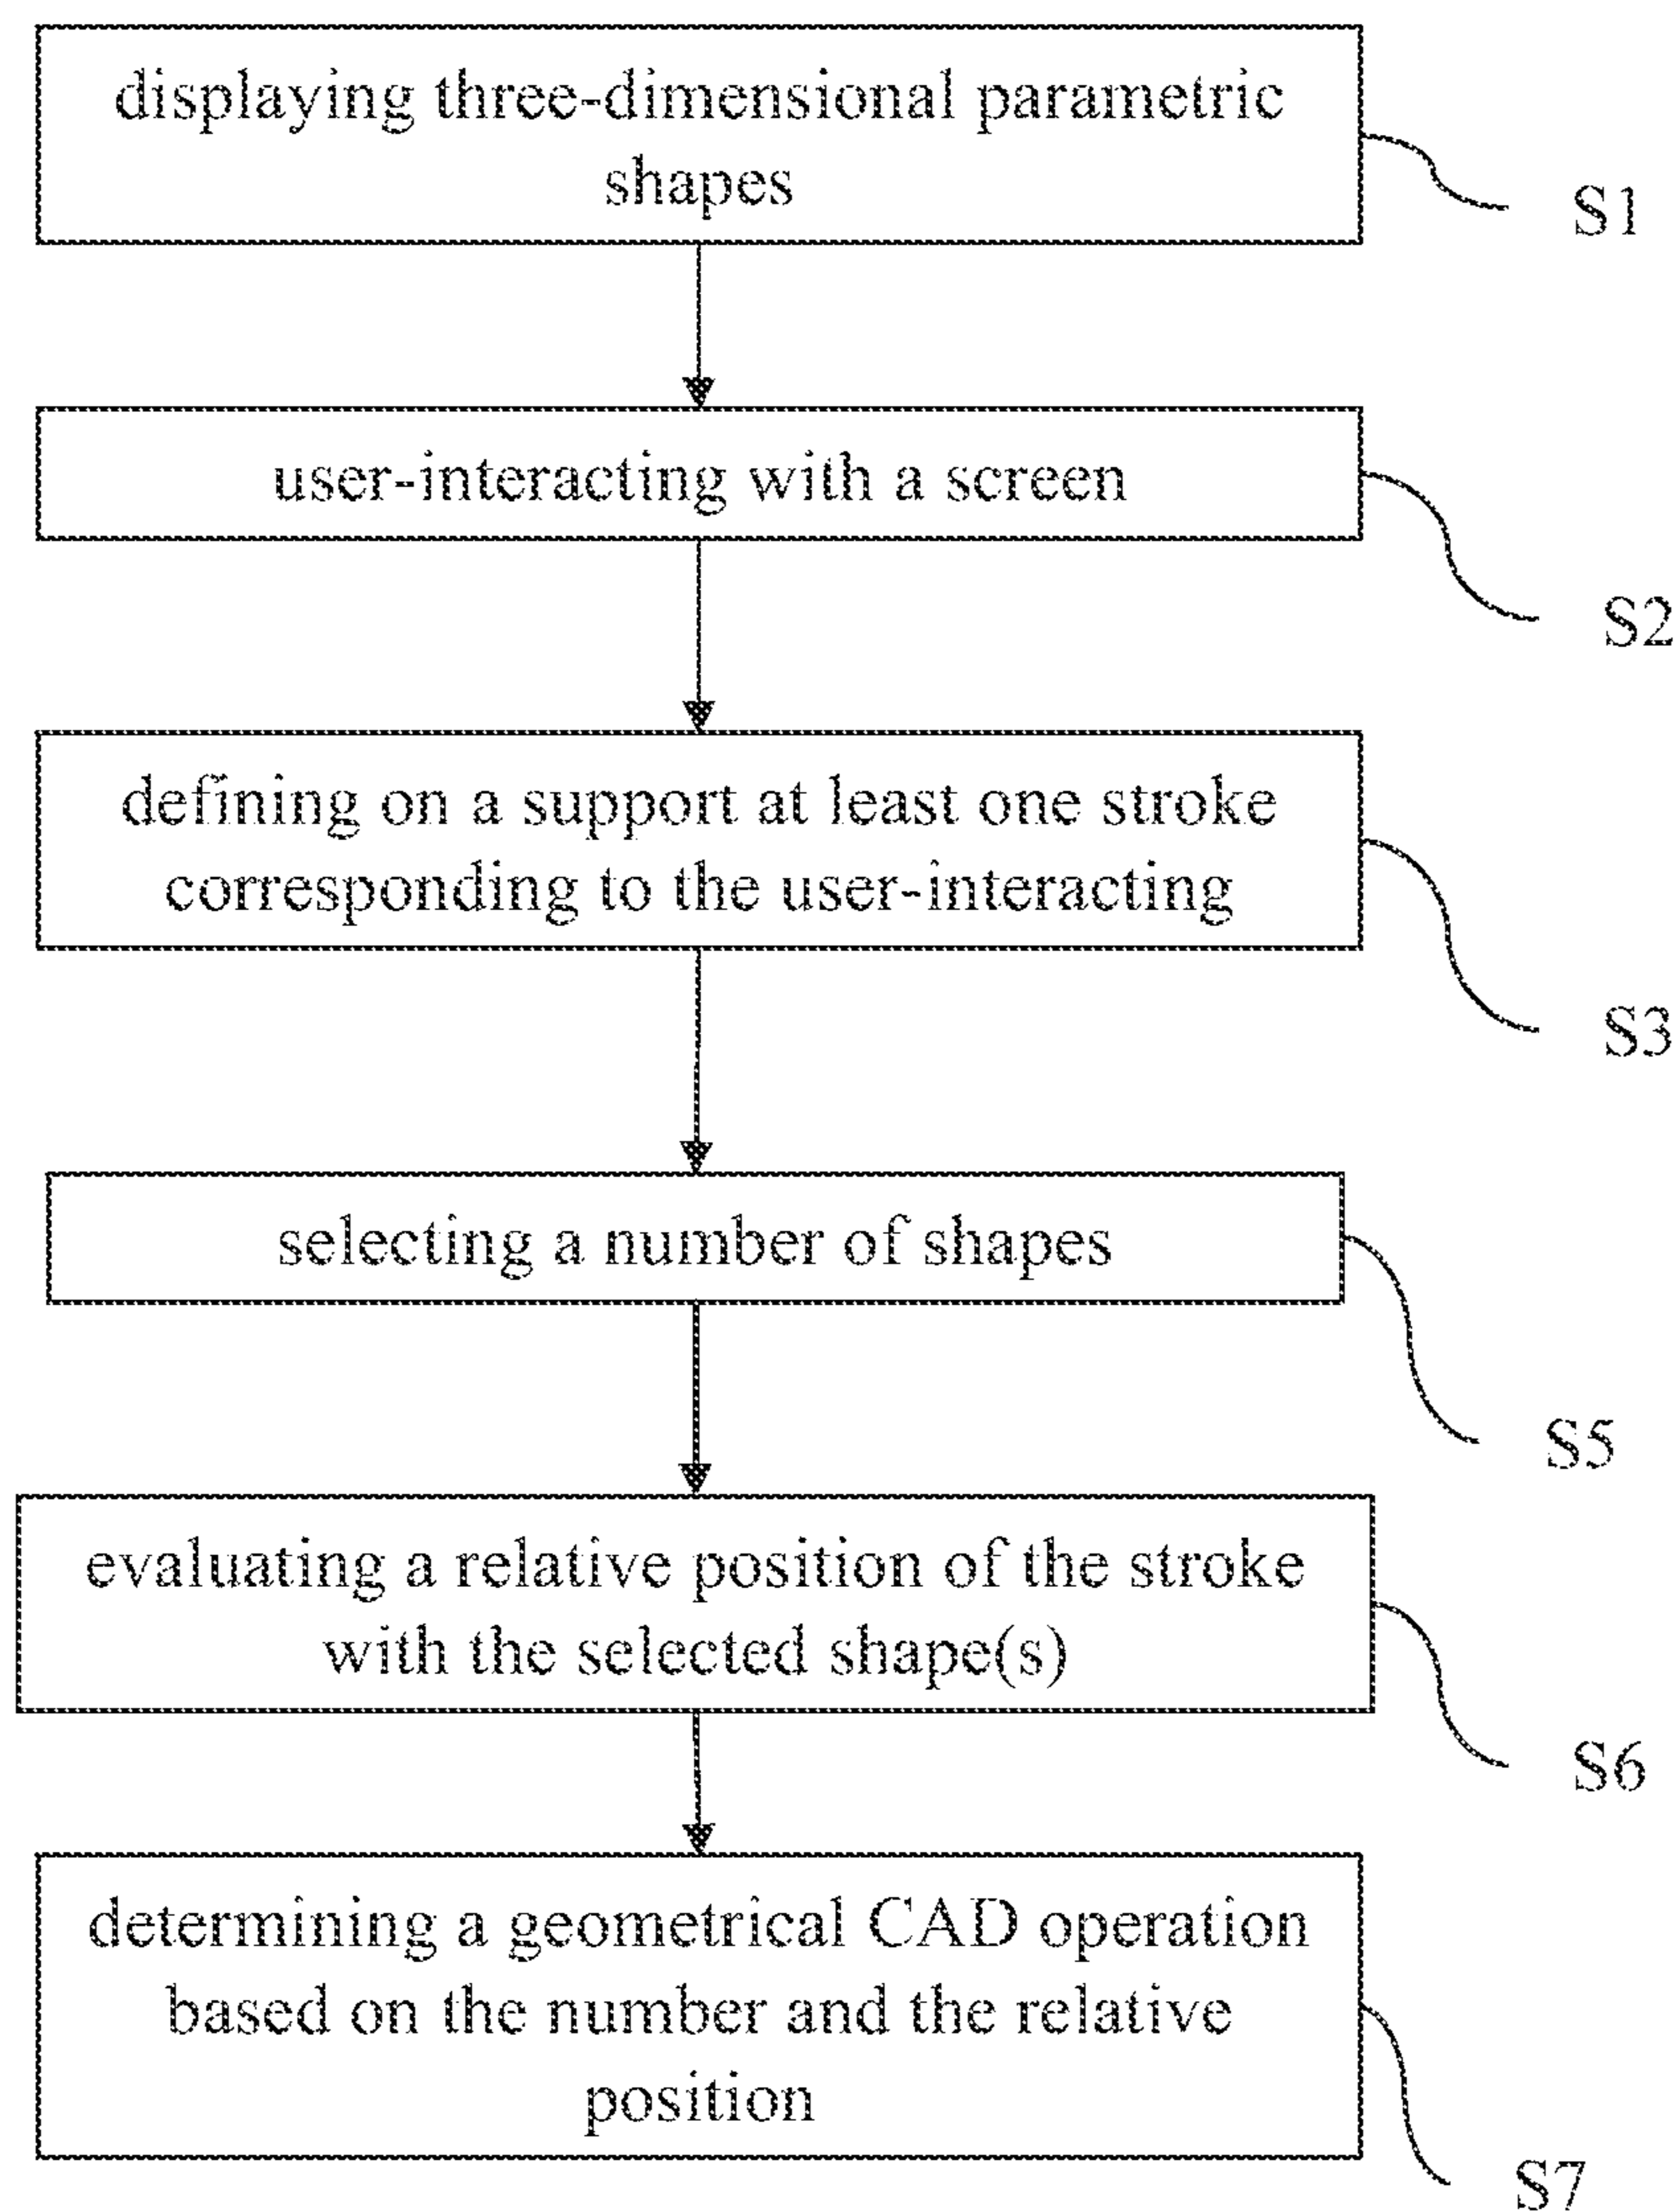 displaying three-dimensional parametric
shapes
S1
user-interacting with a screen
S2
defining on a support at least one stroke
corresponding to the user-interacting
S3
selecting a number of shapes
S5
evaluating a relative position of the stroke
with the selected shape(s)
S6
determining a geometrical CAD operation
based on the number and the relative
position
S7